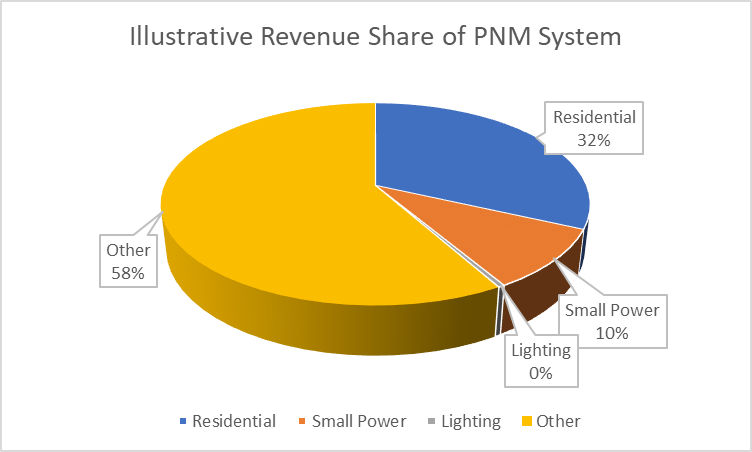 Illustrative Revenue Share of PNM System
Residential
32%
Other
58%
Small Power
10%
Lighting
0%
Residential Small Power Lighting Other